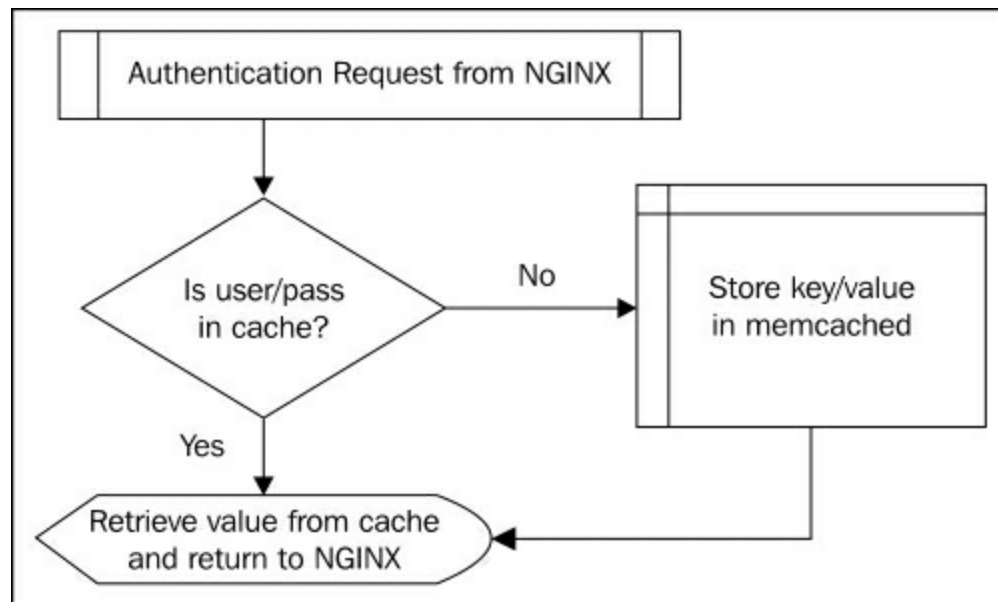 Authentication Request from NGINX
Is user/pass
in cache?
No
Store key/value
in memcached
Yes
Retrieve value from cache
and return to NGINX